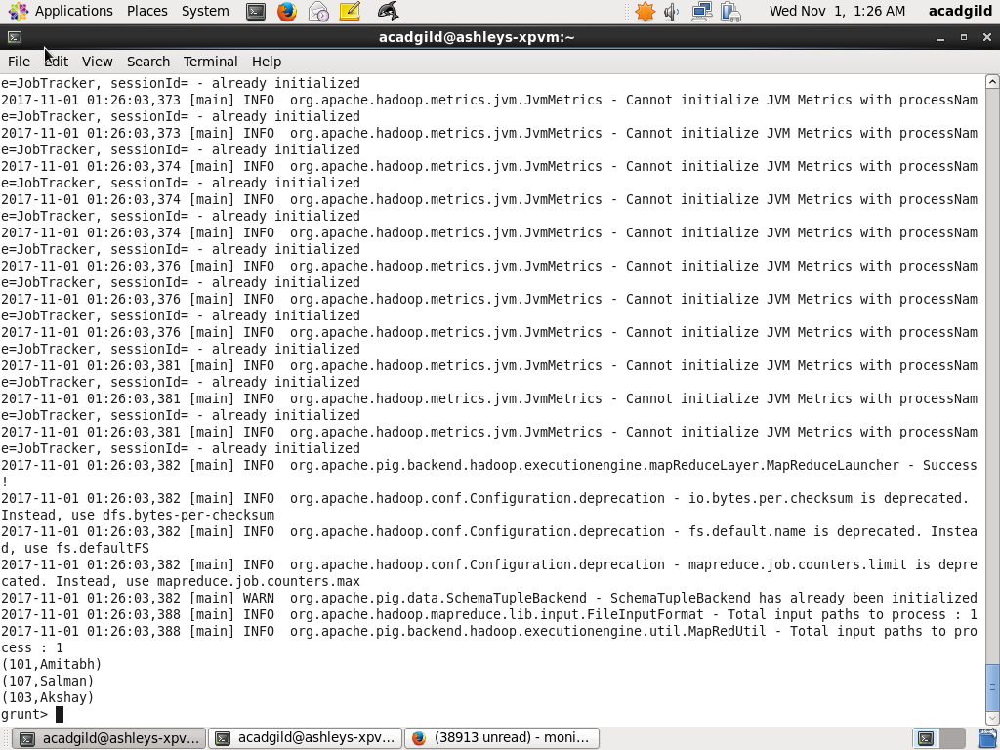 Applications Places System
Wed Nov 1, 1:26 AM acadgild
acadgild@ashleys-xpvm:~
File Edit View Search Terminal Help
e=JobTracker, sessionId= - already initialized
2017-11-01 01:26:03,373 [main] INFO  org.apache.hadoop.metrics.jvm.JvmMetrics - Cannot initialize JVM Metrics with processNam
e=JobTracker, sessionId= - already initialized
2017-11-01 01:26:03,373 [main] INFO  org.apache.hadoop.metrics.jvm.JvmMetrics - Cannot initialize JVM Metrics with processNam
e=JobTracker, sessionId= - already initialized
2017-11-01 01:26:03,374 [main] INFO  org.apache.hadoop.metrics.jvm.JvmMetrics - Cannot initialize JVM Metrics with processNam
e=JobTracker, sessionId= - already initialized
2017-11-01 01:26:03,374 [main] INFO  org.apache.hadoop.metrics.jvm.JvmMetrics - Cannot initialize JVM Metrics with processNam
e=JobTracker, sessionId= - already initialized
2017-11-01 01:26:03,374 [main] INFO  org.apache.hadoop.metrics.jvm.JvmMetrics - Cannot initialize JVM Metrics with processNam
e=JobTracker, sessionId= - already initialized
2017-11-01 01:26:03,376 [main] INFO  org.apache.hadoop.metrics.jvm.JvmMetrics - Cannot initialize JVM Metrics with processNam
e=JobTracker, sessionId= - already initialized
2017-11-01 01:26:03,376 [main] INFO  org.apache.hadoop.metrics.jvm.JvmMetrics - Cannot initialize JVM Metrics with processNam
e=JobTracker, sessionId= - already initialized
2017-11-01 01:26:03,376 [main] INFO  org.apache.hadoop.metrics.jvm.JvmMetrics - Cannot initialize JVM Metrics with processNam
e=JobTracker, sessionId= - already initialized
2017-11-01 01:26:03,381 [main] INFO  org.apache.hadoop.metrics.jvm.JvmMetrics - Cannot initialize JVM Metrics with processNam
e=JobTracker, sessionId= - already initialized
2017-11-01 01:26:03,381 [main] INFO  org.apache.hadoop.metrics.jvm.JvmMetrics - Cannot initialize JVM Metrics with processNam
e=JobTracker, sessionId= - already initialized
2017-11-01 01:26:03,381 [main] INFO  org.apache.hadoop.metrics.jvm.JvmMetrics - Cannot initialize JVM Metrics with processNam
e=JobTracker, sessionId= - already initialized
2017-11-01 01:26:03,382 [main] INFO  org.apache.pig.backend.hadoop.executionengine.mapReduceLayer.MapReduceLauncher - Success
!
2017-11-01 01:26:03,382 [main] INFO  org.apache.hadoop.conf.Configuration.deprecation - io.bytes.per.checksum is deprecated.
Instead, use dfs.bytes-per-checksum
2017-11-01 01:26:03,382 [main] INFO  org.apache.hadoop.conf.Configuration.deprecation - fs.default.name is deprecated. Instea
d, use fs.defaultFS
2017-11-01 01:26:03,382 [main] INFO  org.apache.hadoop.conf.Configuration.deprecation - mapreduce.job.counters.limit is depre
cated. Instead, use mapreduce.job.counters.max
2017-11-01 01:26:03,382 [main] WARN  org.apache.pig.data.SchemaTupleBackend - SchemaTupleBackend has already been initialized
2017-11-01 01:26:03,388 [main] INFO  org.apache.hadoop.mapreduce.lib.input.FileInputFormat - Total input paths to process : 1
2017-11-01 01:26:03,388 [main] INFO  org.apache.pig.backend.hadoop.executionengine.util.MapRedUtil - Total input paths to pro
cess : 1
(101,Amitabh)
(107,Salman)
(103,Akshay)
grunt>
acadgild@ashleys-xpv... acadgild@ashleys-xpv... (38913 unread) - moni...